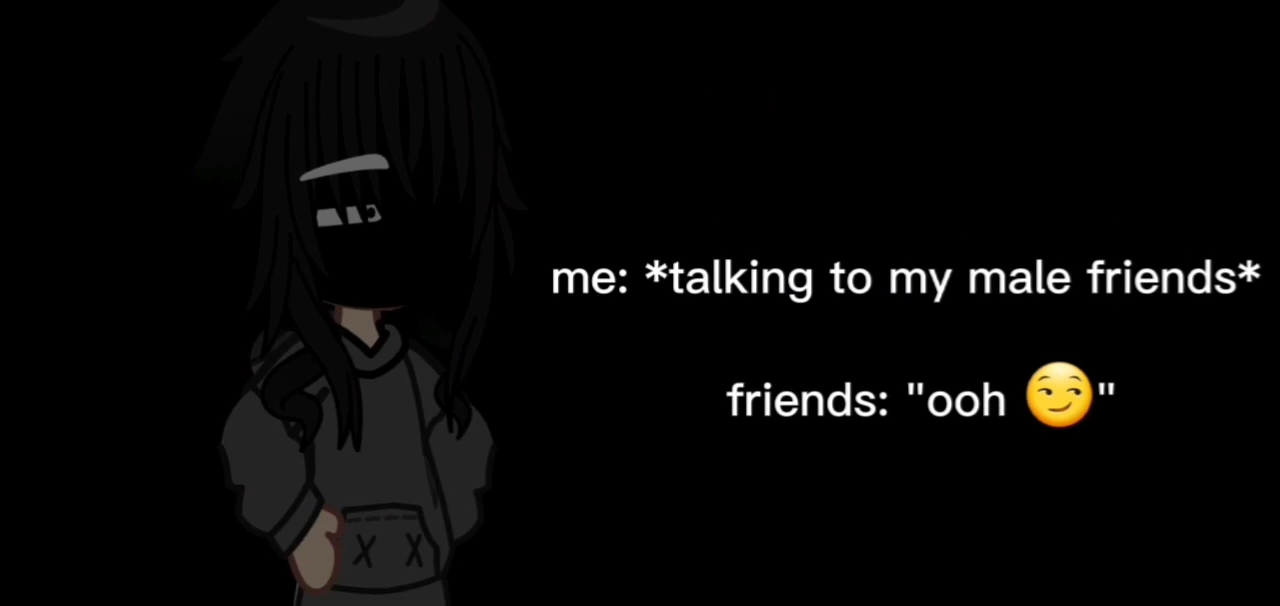 me: *talking to my male friends*
friends: "ooh 😏"